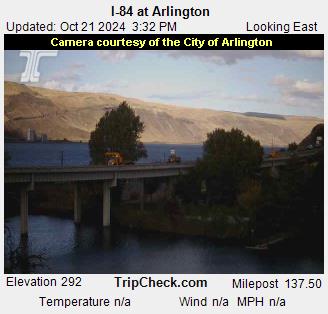 I-84 at Arlington
Updated: Oct 21 2024 3:32 PM Looking East
Camera courtesy of the City of Arlington
Elevation 292 TripCheck.com Milepost 137.50
Temperature n/a Wind n/a MPH n/a